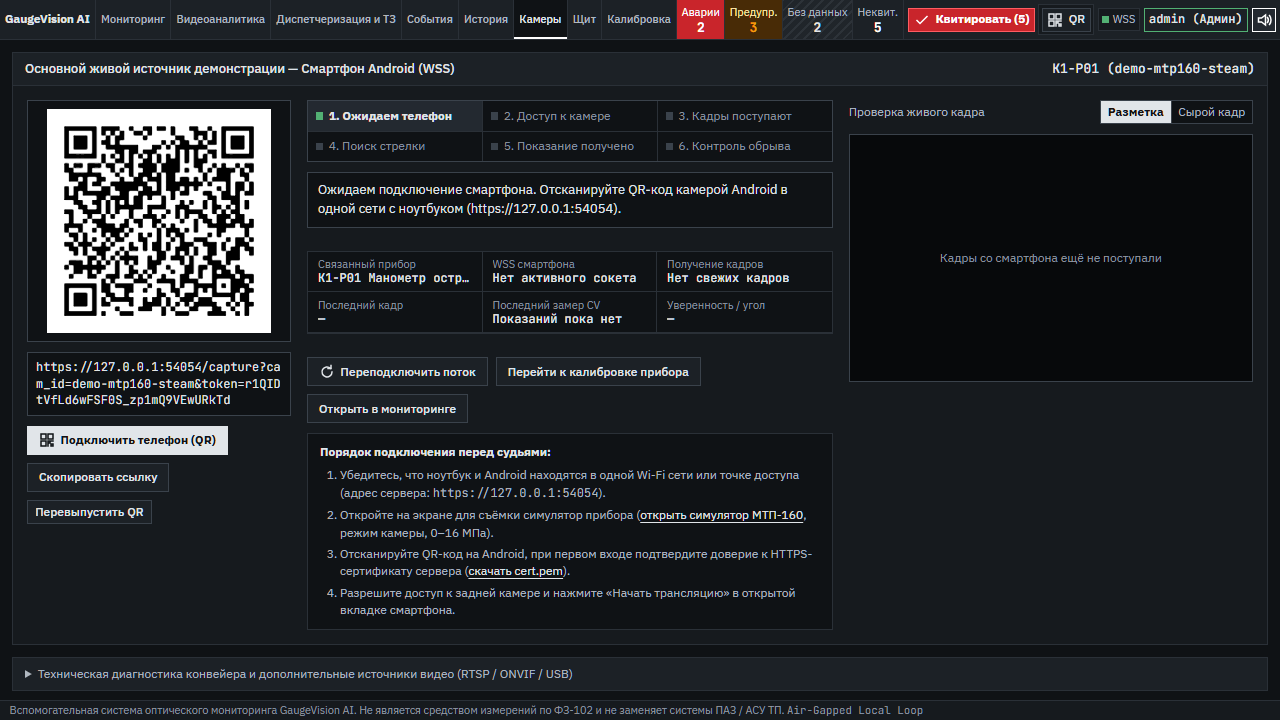 GaugeVision AI Мониторинг Видеоаналитика Диспетчеризация и ТЗ События История Камеры Щит Калибровка Аварии 2 Предупр. 3 Без данных 2 Неквит. 5 Квитировать (5) QR WSS admin (Админ)
Основной живой источник демонстрации — Смартфон Android (WSS) K1-P01 (demo-mtp160-steam)
https://127.0.0.1:54054/capture?ca
m_id=demo-mtp160-steam&token=r1QID
tVfLd6wFSF0S_zp1mQ9VEwURkTd
Подключить телефон (QR)
Скопировать ссылку
Перевыпустить QR
1. Ожидаем телефон 2. Доступ к камере 3. Кадры поступают
4. Поиск стрелки 5. Показание получено 6. Контроль обрыва
Ожидаем подключение смартфона. Отсканируйте QR-код камерой Android в
одной сети с ноутбуком (https://127.0.0.1:54054).
Связанный прибор WSS смартфона Получение кадров
K1-P01 Манометр остр… Нет активного сокета Нет свежих кадров
Последний кадр Последний замер CV Уверенность / угол
— Показаний пока нет —
Переподключить поток Перейти к калибровке прибора
Открыть в мониторинге
Порядок подключения перед судьями:
1. Убедитесь, что ноутбук и Android находятся в одной Wi-Fi сети или точке доступа
(адрес сервера: https://127.0.0.1:54054).
2. Откройте на экране для съёмки симулятор прибора (открыть симулятор МТП-160,
режим камеры, 0–16 МПа).
3. Отсканируйте QR-код на Android, при первом входе подтвердите доверие к HTTPS-
сертификату сервера (скачать cert.pem).
4. Разрешите доступ к задней камере и нажмите «Начать трансляцию» в открытой
вкладке смартфона.
Проверка живого кадра Разметка Сырой кадр
Кадры со смартфона ещё не поступали
Техническая диагностика конвейера и дополнительные источники видео (RTSP / ONVIF / USB)
Вспомогательная система оптического мониторинга GaugeVision AI. Не является средством измерений по ФЗ-102 и не заменяет системы ПАЗ / АСУ ТП. Air-Gapped Local Loop